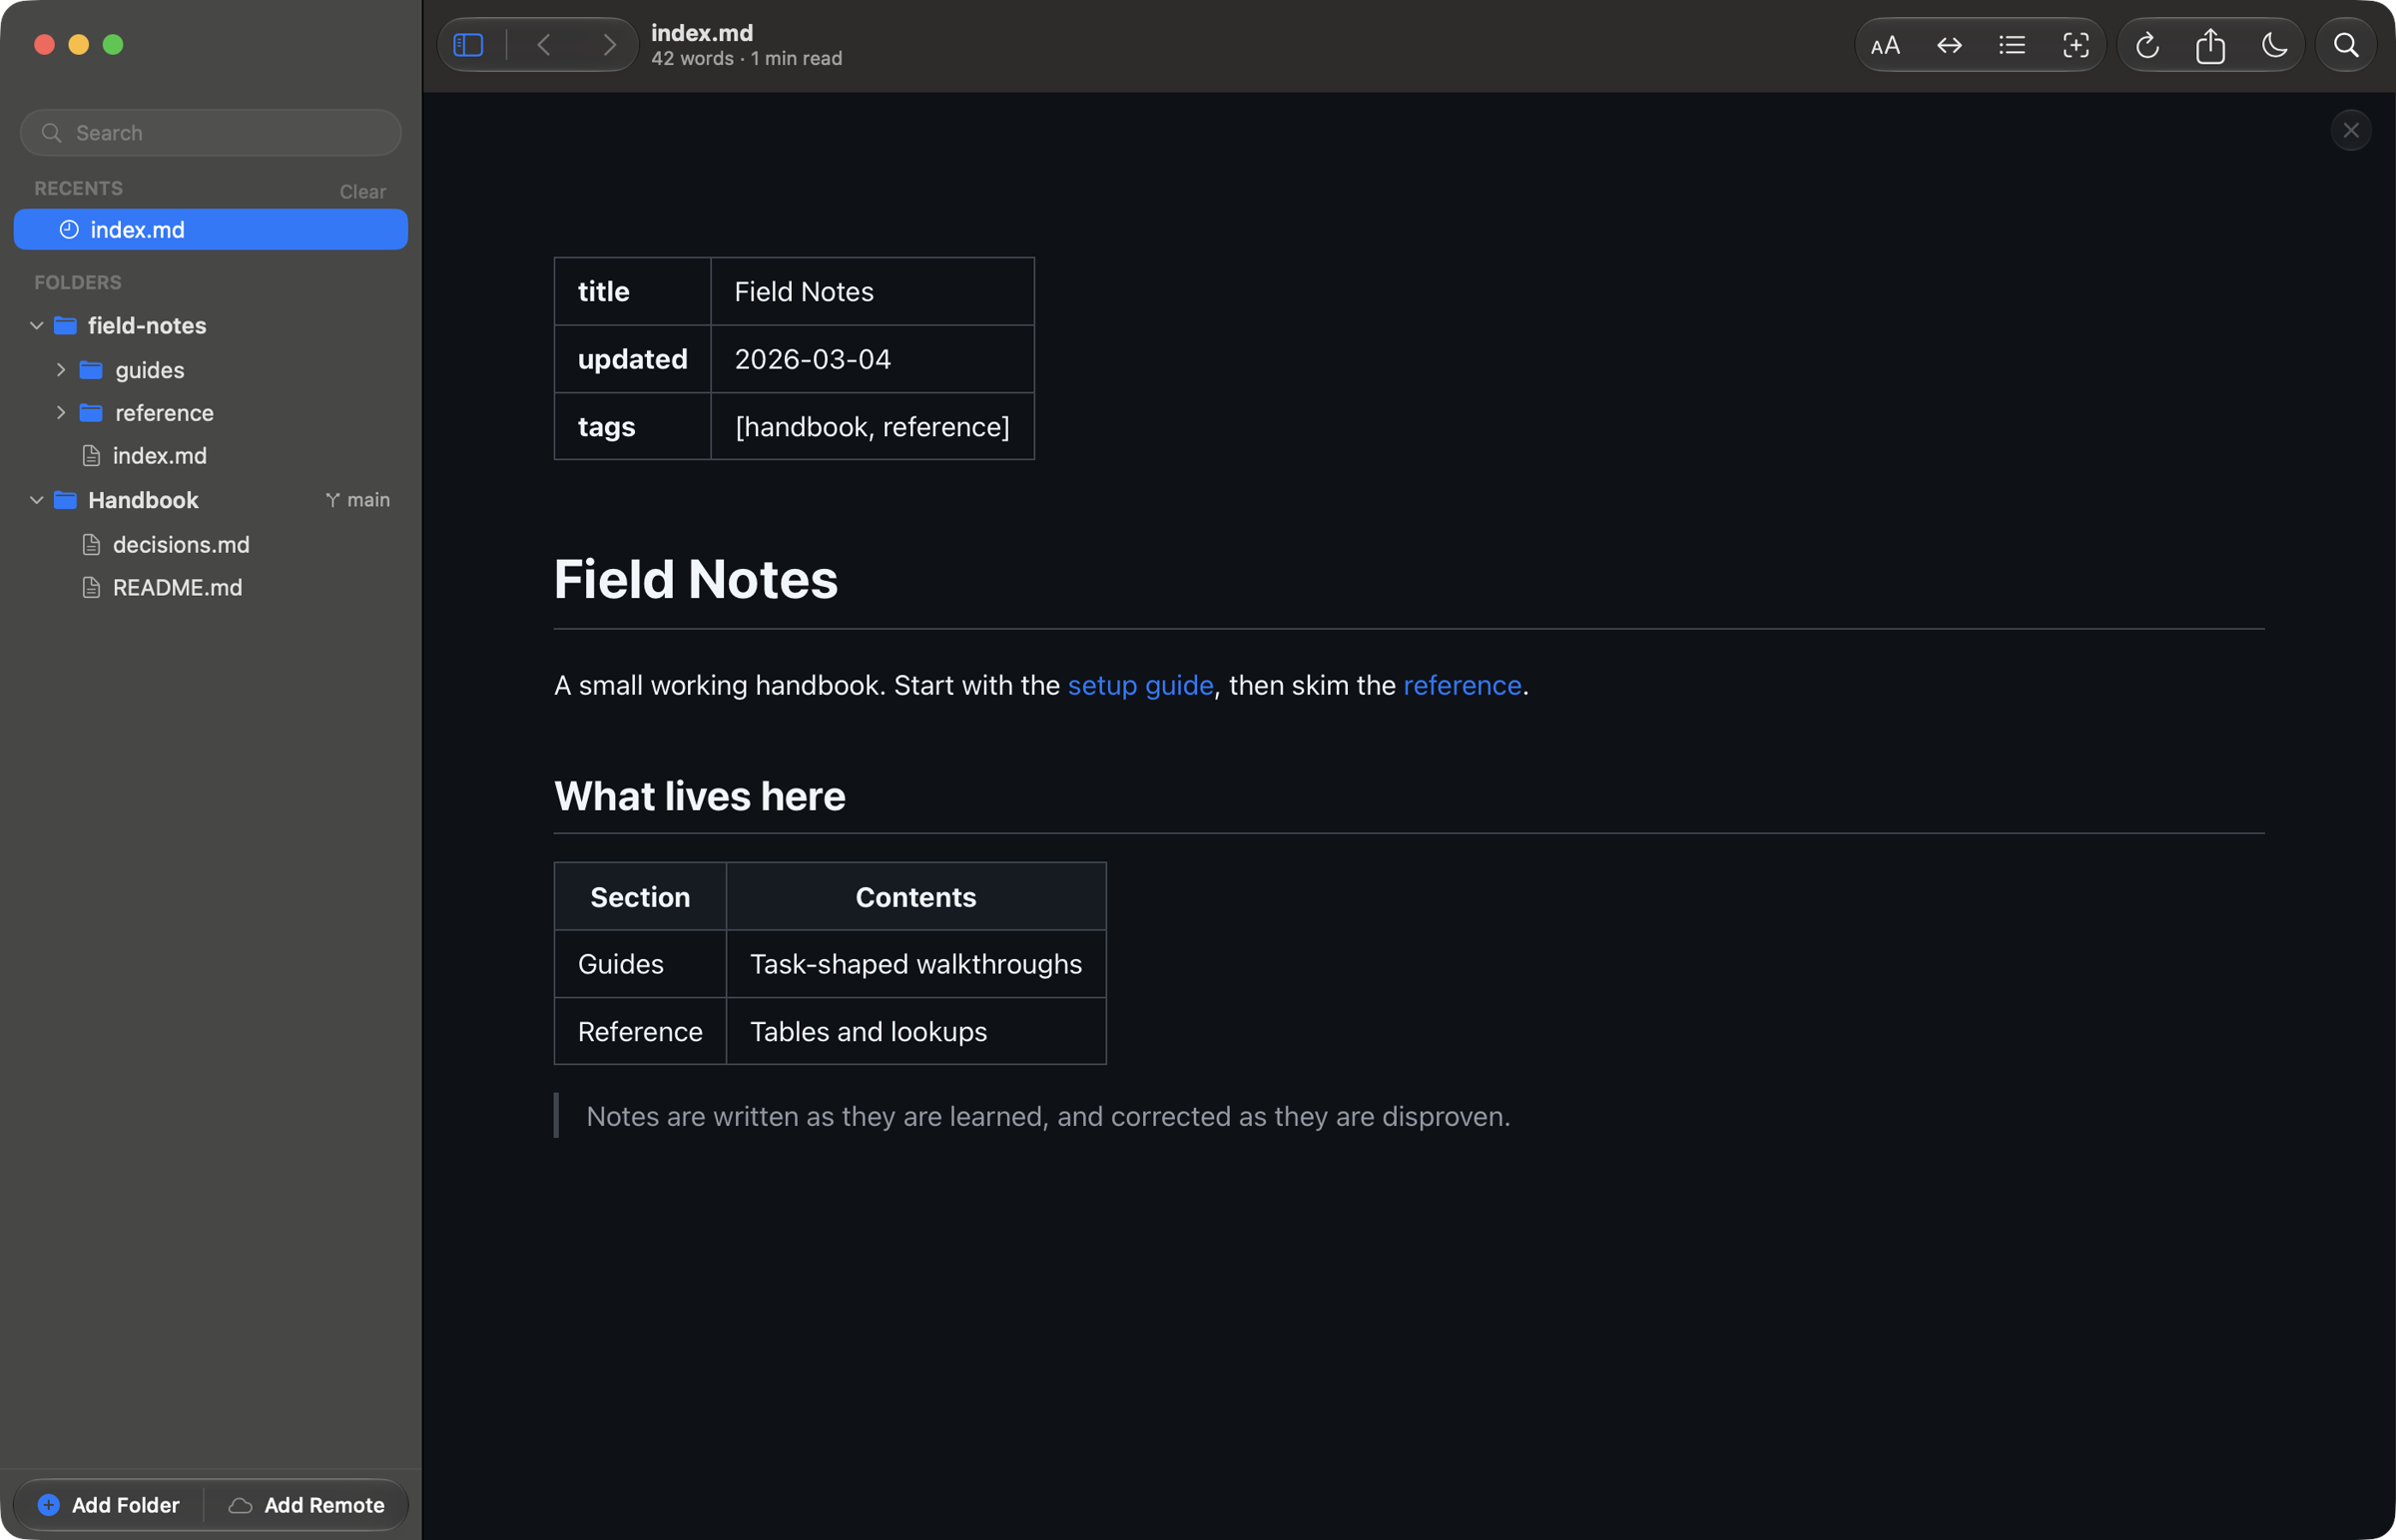 index.md
42 words · 1 min read
AA
Search
RECENTS
Clear
index.md
FOLDERS
field-notes
guides
reference
index.md
Handbook
main
decisions.md
README.md
Add Folder
Add Remote
title Field Notes
updated 2026-03-04
tags [handbook, reference]
Field Notes
A small working handbook. Start with the setup guide, then skim the reference.
What lives here
Section Contents
Guides Task-shaped walkthroughs
Reference Tables and lookups
Notes are written as they are learned, and corrected as they are disproven.